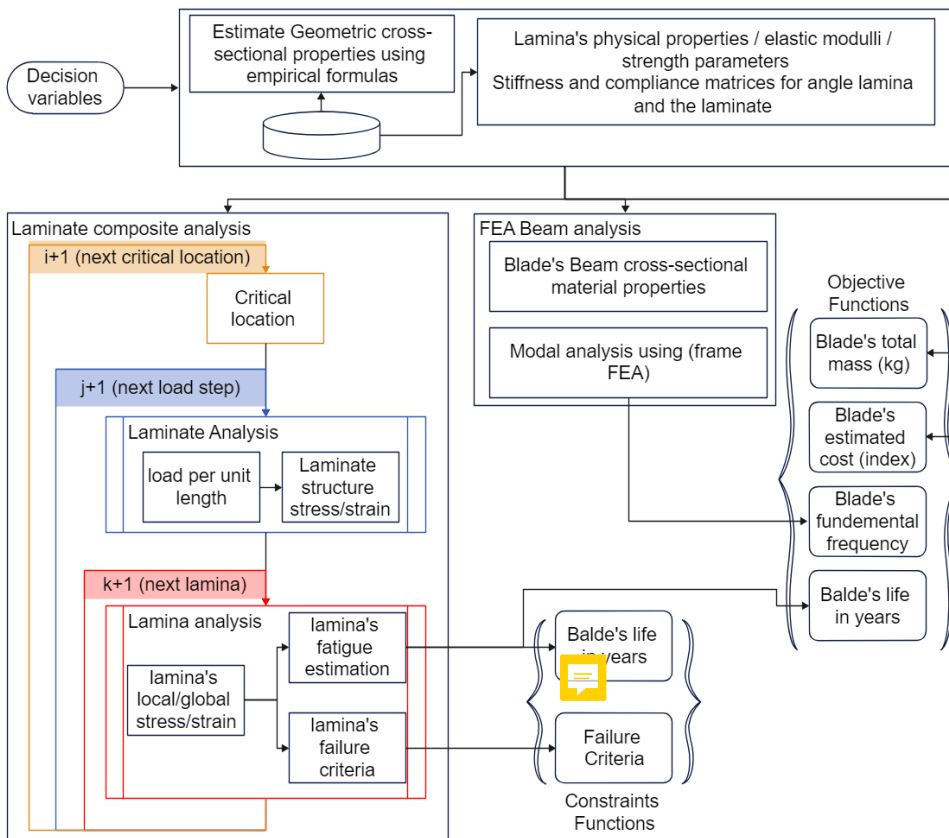 Decision
variables
Estimate Geometric cross-
sectional properties using
empirical formulas
Lamina's physical properties / elastic modulli /
strength parameters
Stiffness and compliance matrices for angle lamina
and the laminate
Laminate composite analysis
i+1 (next critical location)
Critical
location
j+1 (next load step)
Laminate Analysis
load per unit
length
Laminate
structure
stress/strain
k+1 (next lamina)
Lamina analysis
lamina's
local/global
stress/strain
lamina's
fatigue
estimation
lamina's
failure
criteria
FEA Beam analysis
Blade's Beam cross-sectional
material properties
Modal analysis using (frame
FEA)
Objective
Functions
Blade's total
mass (kg)
Blade's
estimated
cost (index)
Blade's
fundemental
frequency
Balde's life
in years
Balde's life
in years
Failure
Criteria
Constraints
Functions